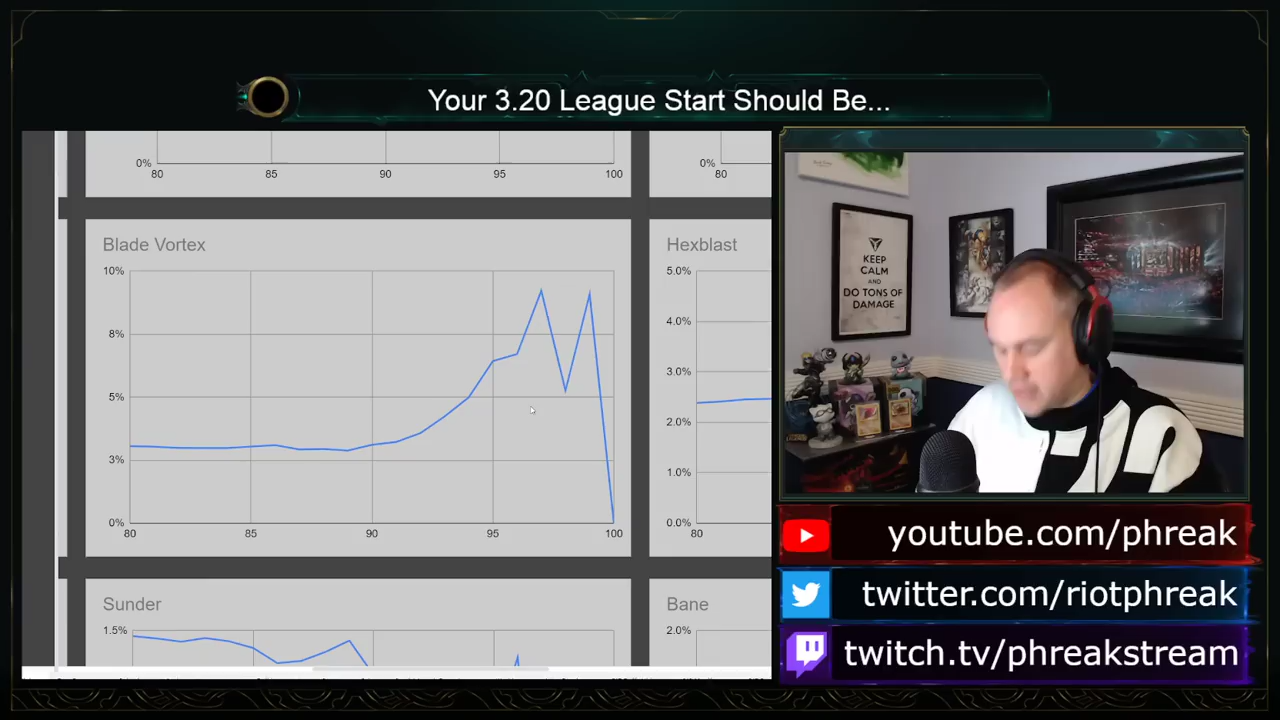 Your 3.20 League Start Should Be...
0%
80 85 90 95 100
0%
80
Blade Vortex
10%
8%
5%
3%
0%
80 85 90 95 100
Hexblast
5.0%
4.0%
3.0%
2.0%
1.0%
0.0%
80
Sunder
1.5%
Bane
2.0%
KEEP
CALM
AND
DO TONS OF
DAMAGE
youtube.com/phreak
twitter.com/riotphreak
twitch.tv/phreakstream